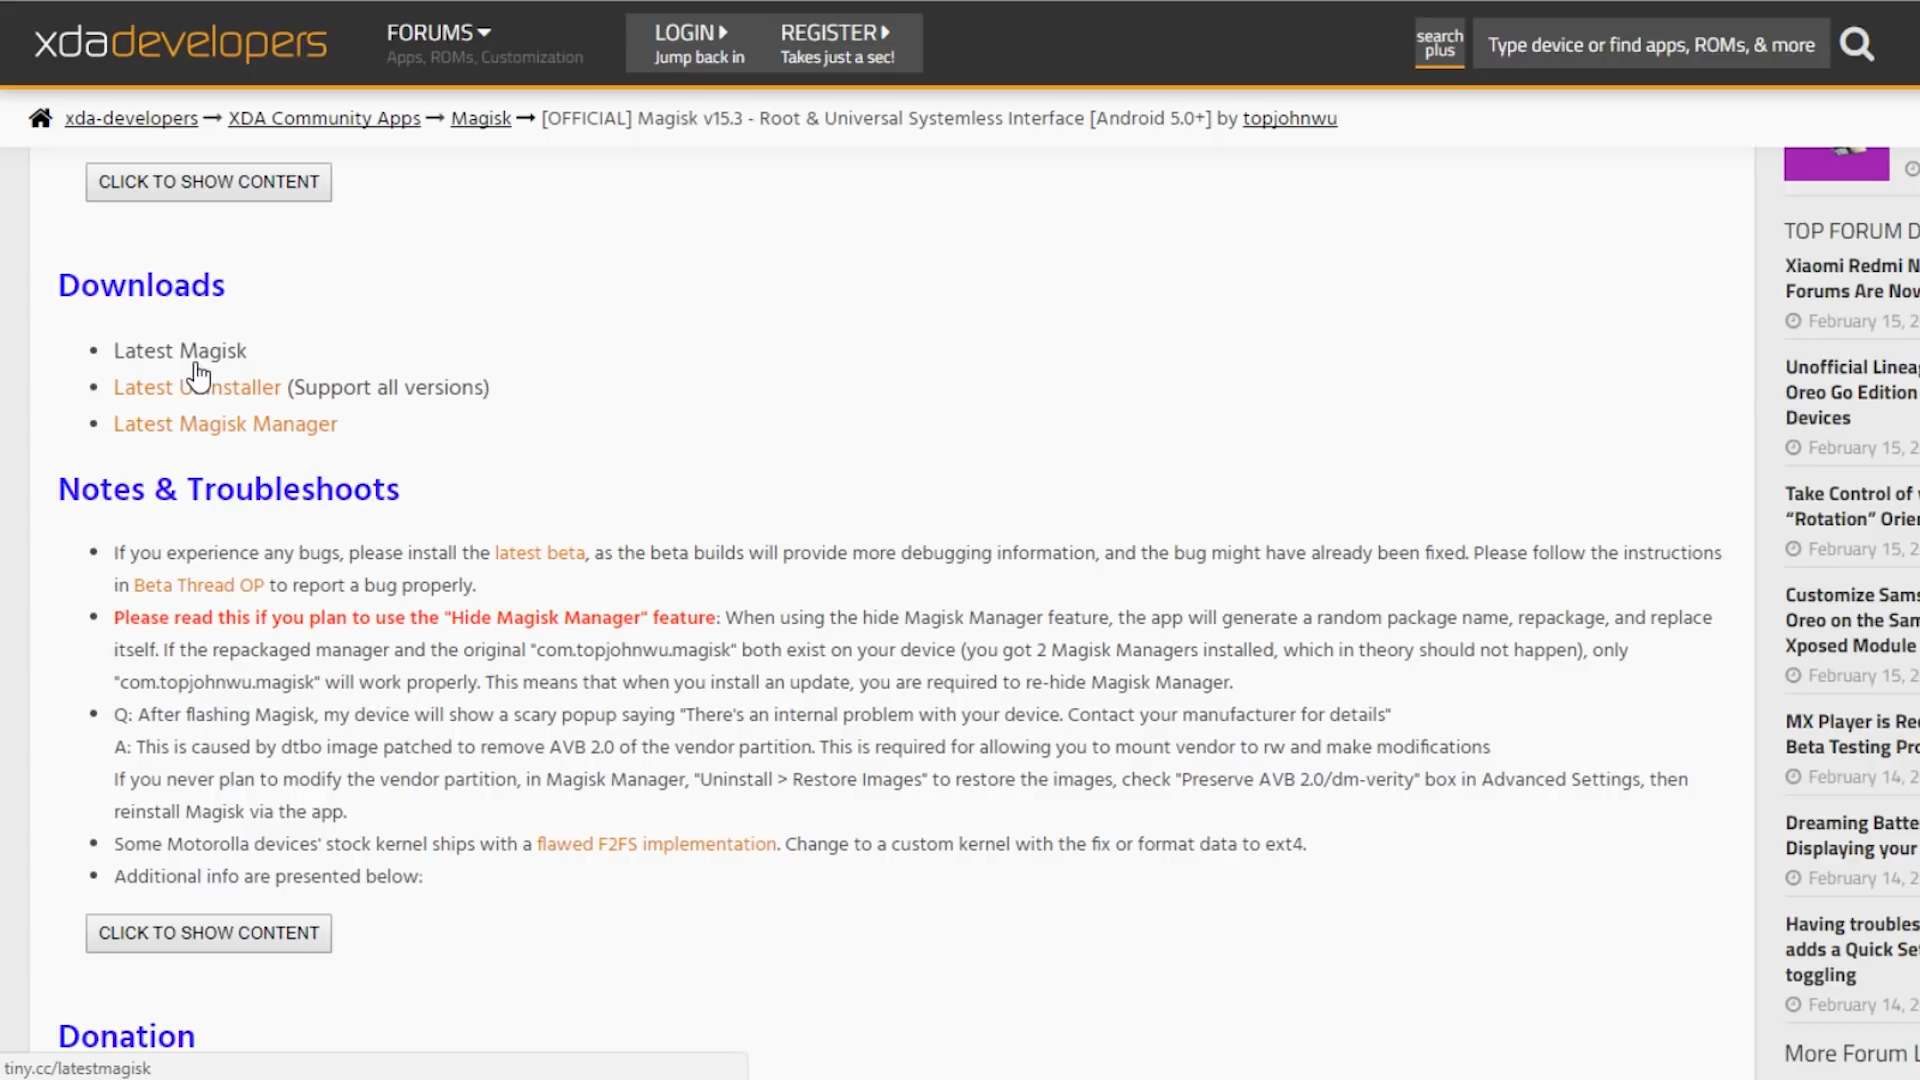 xdadevelopers
FORUMS
Apps, ROMs, Customization
LOGIN
Jump back in
REGISTER
Takes just a sec!
search
plus
Type device or find apps, ROMs, & more
xda-developers → XDA Community Apps → Magisk → [OFFICIAL] Magisk v15.3 - Root & Universal Systemless Interface [Android 5.0+] by topjohnwu
CLICK TO SHOW CONTENT
Downloads
• Latest Magisk
• Latest Uninstaller (Support all versions)
• Latest Magisk Manager
Notes & Troubleshoots
• If you experience any bugs, please install the latest beta, as the beta builds will provide more debugging information, and the bug might have already been fixed. Please follow the instructions
in Beta Thread OP to report a bug properly.
• Please read this if you plan to use the "Hide Magisk Manager" feature: When using the hide Magisk Manager feature, the app will generate a random package name, repackage, and replace
itself. If the repackaged manager and the original "com.topjohnwu.magisk" both exist on your device (you got 2 Magisk Managers installed, which in theory should not happen), only
"com.topjohnwu.magisk" will work properly. This means that when you install an update, you are required to re-hide Magisk Manager.
• Q: After flashing Magisk, my device will show a scary popup saying "There's an internal problem with your device. Contact your manufacturer for details"
A: This is caused by dtbo image patched to remove AVB 2.0 of the vendor partition. This is required for allowing you to mount vendor to rw and make modifications
If you never plan to modify the vendor partition, in Magisk Manager, "Uninstall > Restore Images" to restore the images, check "Preserve AVB 2.0/dm-verity" box in Advanced Settings, then
reinstall Magisk via the app.
• Some Motorolla devices' stock kernel ships with a flawed F2FS implementation. Change to a custom kernel with the fix or format data to ext4.
• Additional info are presented below:
CLICK TO SHOW CONTENT
Donation
tiny.cc/latestmagisk
TOP FORUM D
Xiaomi Redmi N
Forums Are Nov
February 15, 2
Unofficial Lineag
Oreo Go Edition
Devices
February 15, 2
Take Control of
"Rotation" Orien
February 15, 2
Customize Sams
Oreo on the Sam
Xposed Module
February 15, 2
MX Player is Rec
Beta Testing Pro
February 14, 2
Dreaming Batte
Displaying your
February 14, 2
Having troubles
adds a Quick Set
toggling
February 14, 2
More Forum L